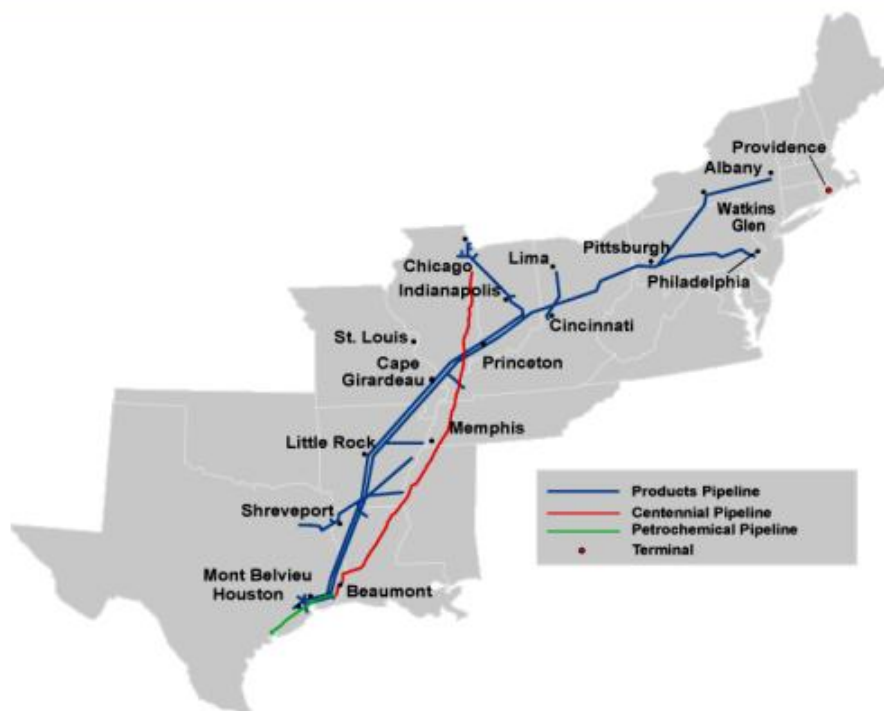 Providence
Albany
Watkins
Glen
Pittsburgh
Philadelphia
Chicago
Lima
Indianapolis
Cincinnati
St. Louis
Princeton
Cape
Girardeau
Memphis
Little Rock
Shreveport
Mont Belvieu
Houston
Beaumont
Products Pipeline
Centennial Pipeline
Petrochemical Pipeline
Terminal